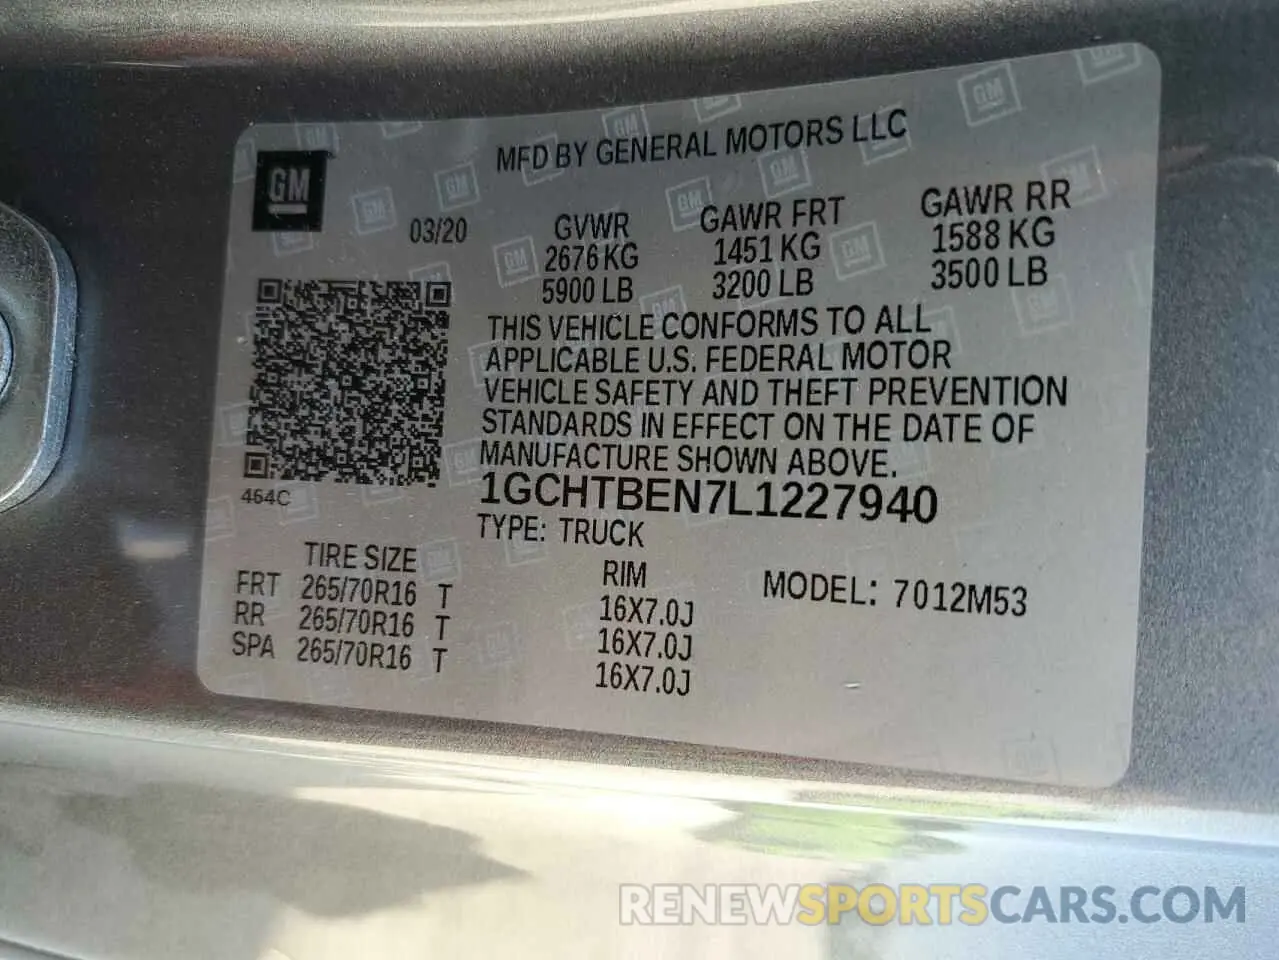 MFD BY GENERAL MOTORS LLC
GM
03/20 GVWR GAWR FRT GAWR RR
2676 KG 1451 KG 1588 KG
5900 LB 3200 LB 3500 LB
THIS VEHICLE CONFORMS TO ALL
APPLICABLE U.S. FEDERAL MOTOR
VEHICLE SAFETY AND THEFT PREVENTION
STANDARDS IN EFFECT ON THE DATE OF
MANUFACTURE SHOWN ABOVE.
464C
1GCHTBEN7L1227940
TYPE: TRUCK
TIRE SIZE RIM MODEL: 7012M53
FRT 265/70R16 T 16X7.0J
RR 265/70R16 T 16X7.0J
SPA 265/70R16 T 16X7.0J
RENEWSPORTSCARS.COM